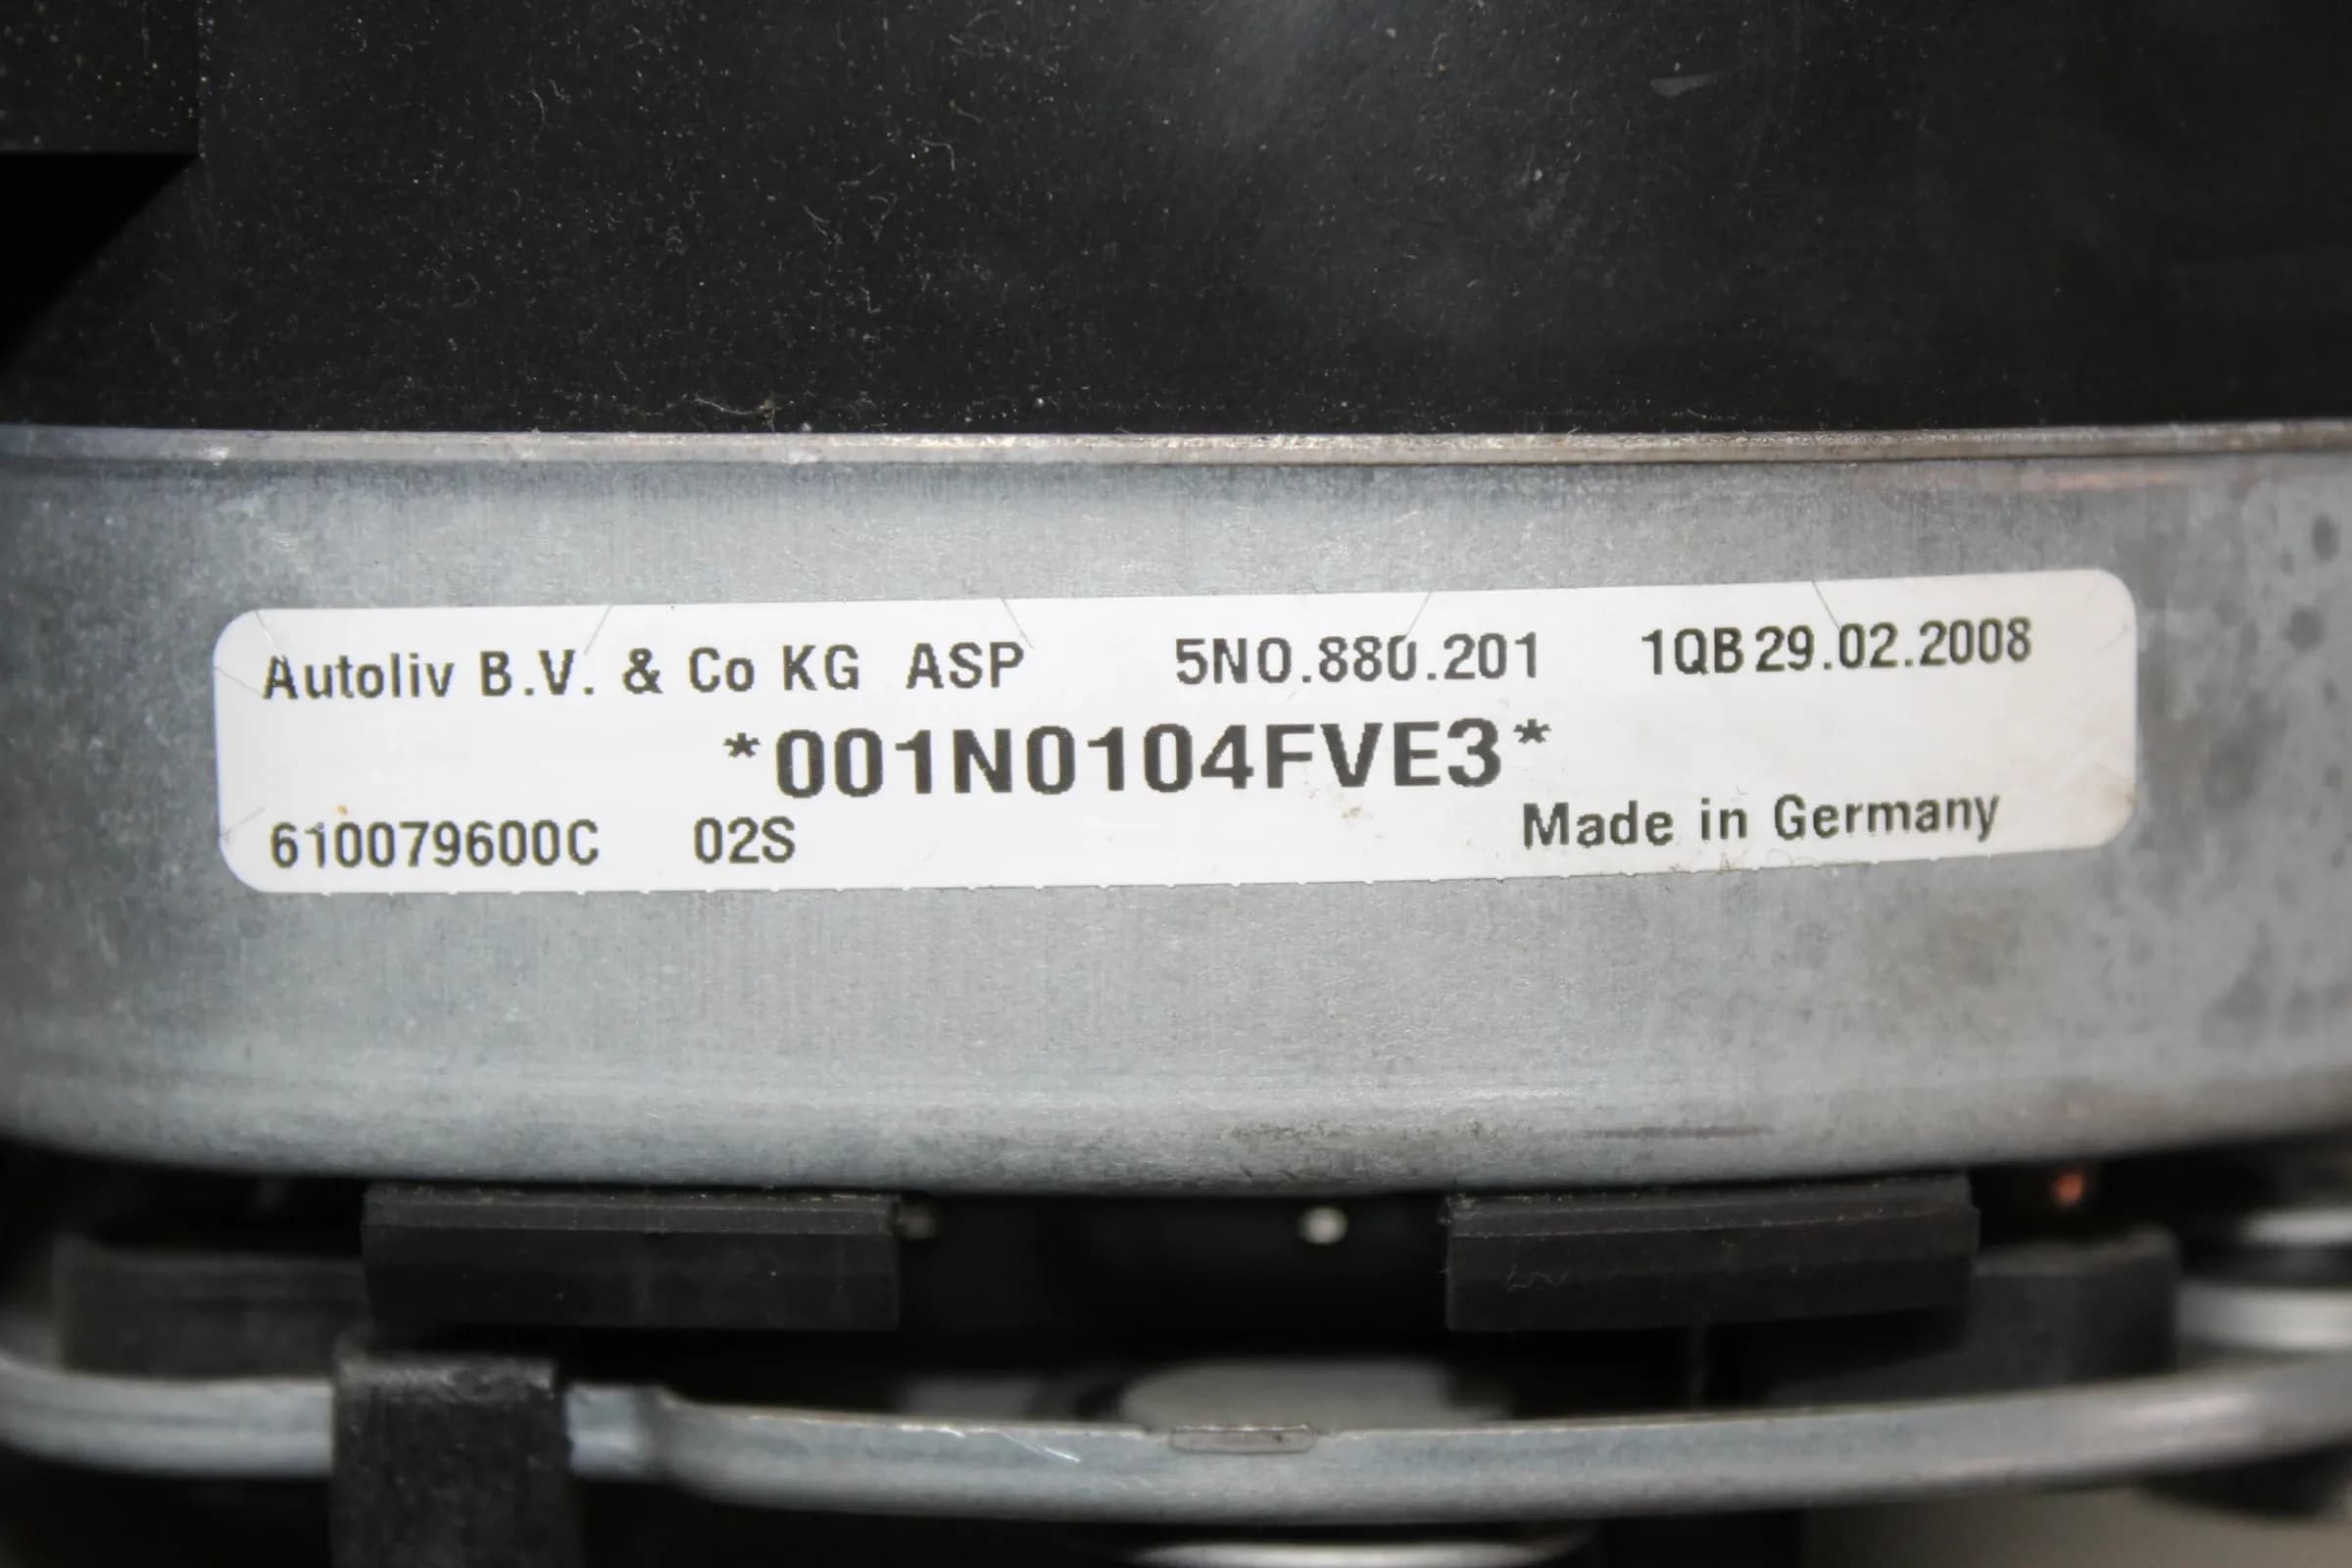 Autoliv B.V. & Co KG ASP 5N0.880.201 1QB 29.02.2008
*001N0104FVE3*
610079600C 02S Made in Germany